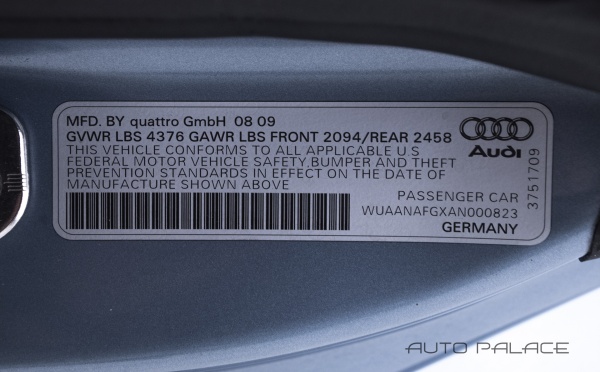 MFD. BY quattro GmbH 08 09
GVWR LBS 4376 GAWR LBS FRONT 2094/REAR 2458
THIS VEHICLE CONFORMS TO ALL APPLICABLE U.S
FEDERAL MOTOR VEHICLE SAFETY,BUMPER AND THEFT
PREVENTION STANDARDS IN EFFECT ON THE DATE OF
MANUFACTURE SHOWN ABOVE
Audi
3751709
PASSENGER CAR
WUAANAFGXAN000823
GERMANY
AUTO PALACE